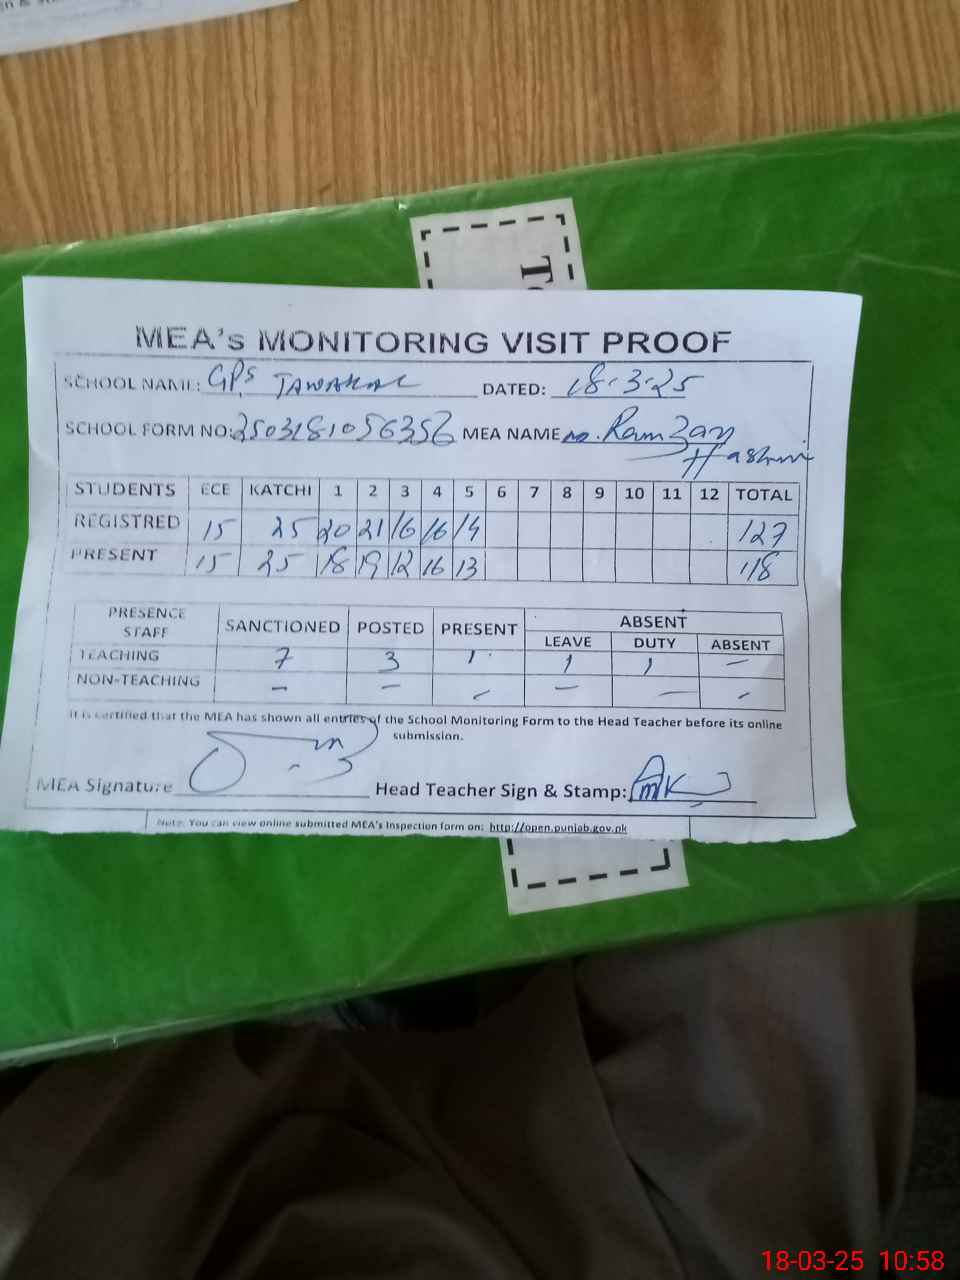 To
MEA's MONITORING VISIT PROOF
SCHOOL NAME: GPS TAWAKAL DATED: 18-3-25
SCHOOL FORM NO: 2503181056356 MEA NAME M. Ramzan Hashmi
STUDENTS ECE KATCHI 1 2 3 4 5 6 7 8 9 10 11 12 TOTAL
REGISTRED 15 25 20 21 16 16 14 127
PRESENT 15 25 18 19 12 16 13 118
PRESENCE STAFF SANCTIONED POSTED PRESENT ABSENT
LEAVE DUTY ABSENT
TEACHING 7 3 1 1 1 -
NON-TEACHING - - - - - -
It is certified that the MEA has shown all entries of the School Monitoring Form to the Head Teacher before its online
submission.
MEA Signature Head Teacher Sign & Stamp:
Note: You can view online submitted MEA's Inspection form on: http://open.punjab.gov.pk
18-03-25 10:58